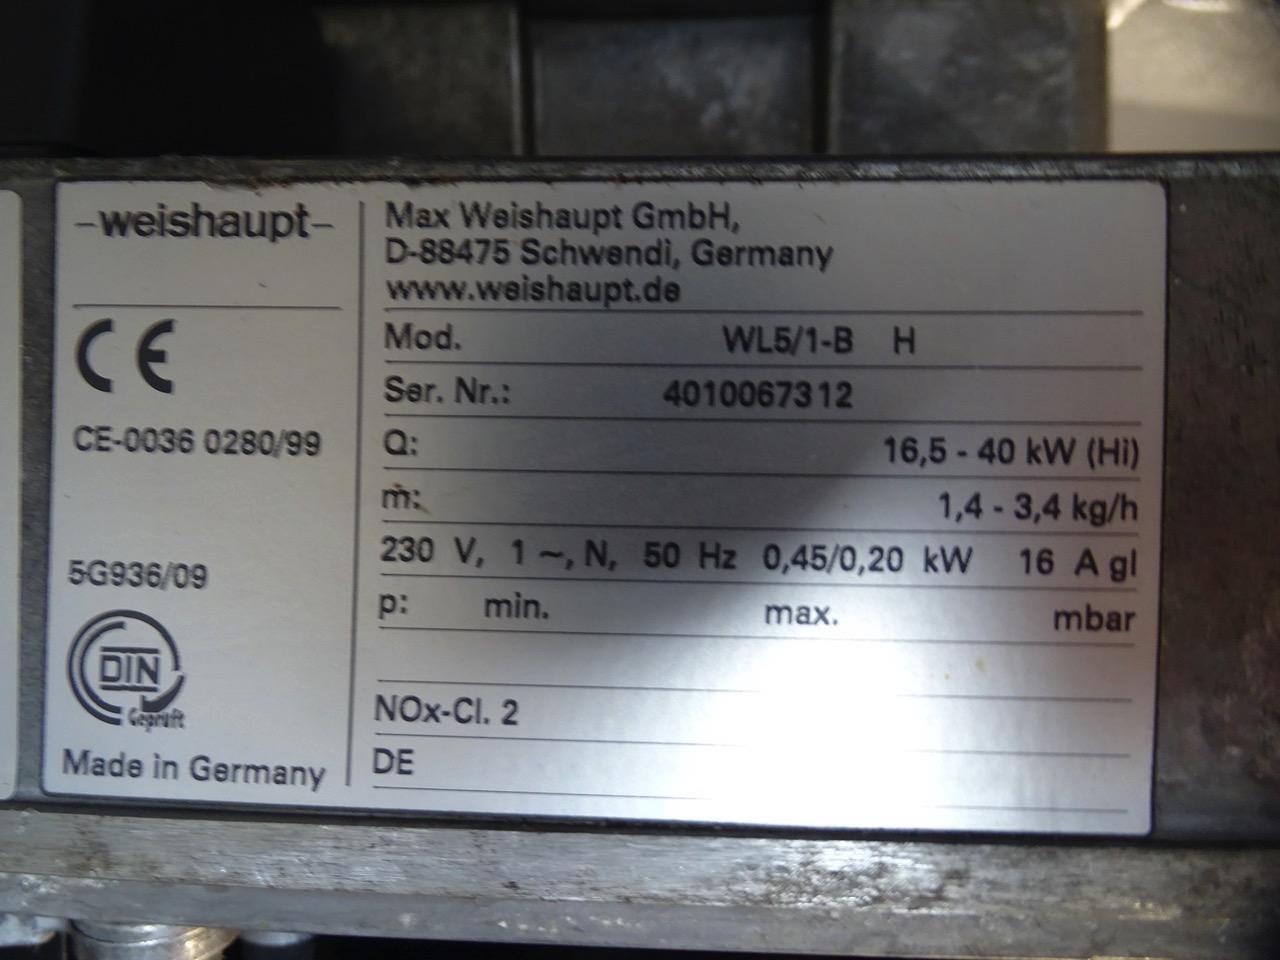 –weishaupt–
CE
CE-0036 0280/99
5G936/09
DIN
Geprüft
Made in Germany
Max Weishaupt GmbH,
D-88475 Schwendi, Germany
www.weishaupt.de
Mod. WL5/1-B H
Ser. Nr.: 4010067312
Q: 16,5 - 40 kW (Hi)
ṁ: 1,4 - 3,4 kg/h
230 V, 1 ~, N, 50 Hz 0,45/0,20 kW 16 A gl
p: min. max. mbar
NOx-Cl. 2
DE